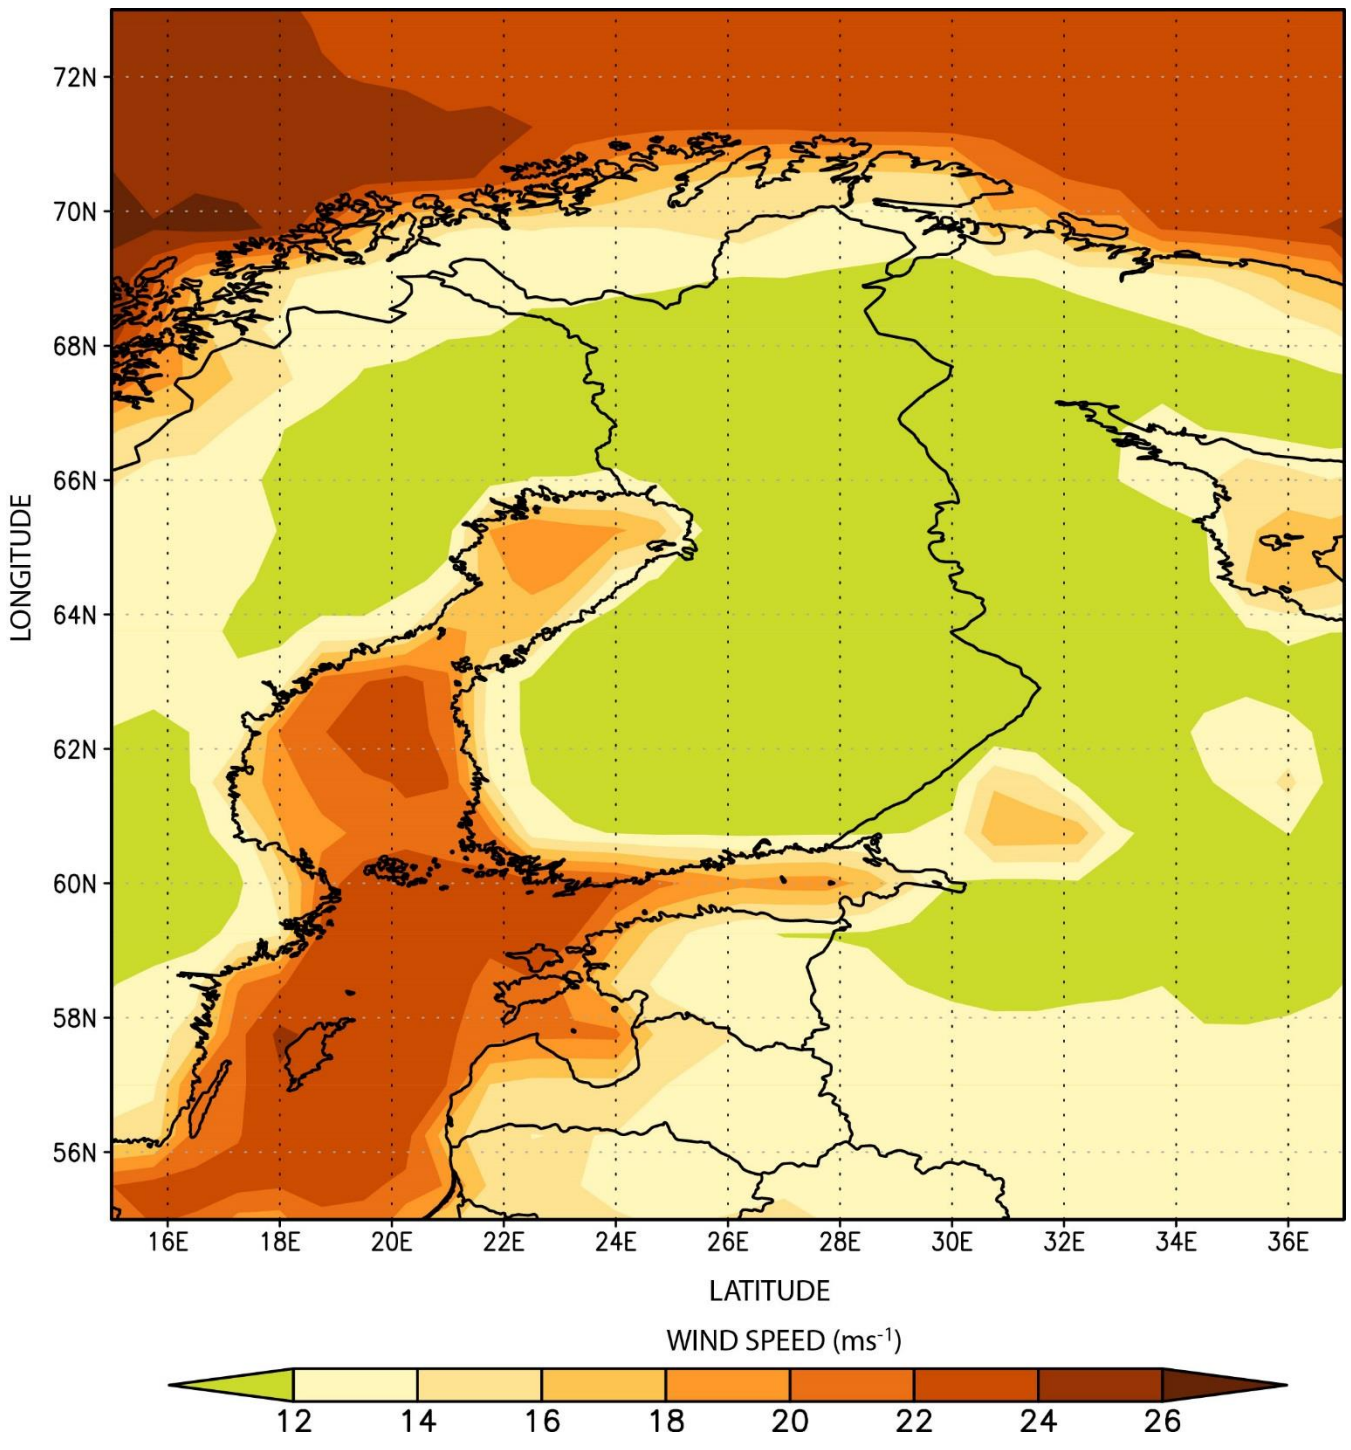 72N
70N
68N
66N
64N
62N
60N
58N
56N
LONGITUDE
16E 18E 20E 22E 24E 26E 28E 30E 32E 34E 36E
LATITUDE
WIND SPEED (ms⁻¹)
12 14 16 18 20 22 24 26